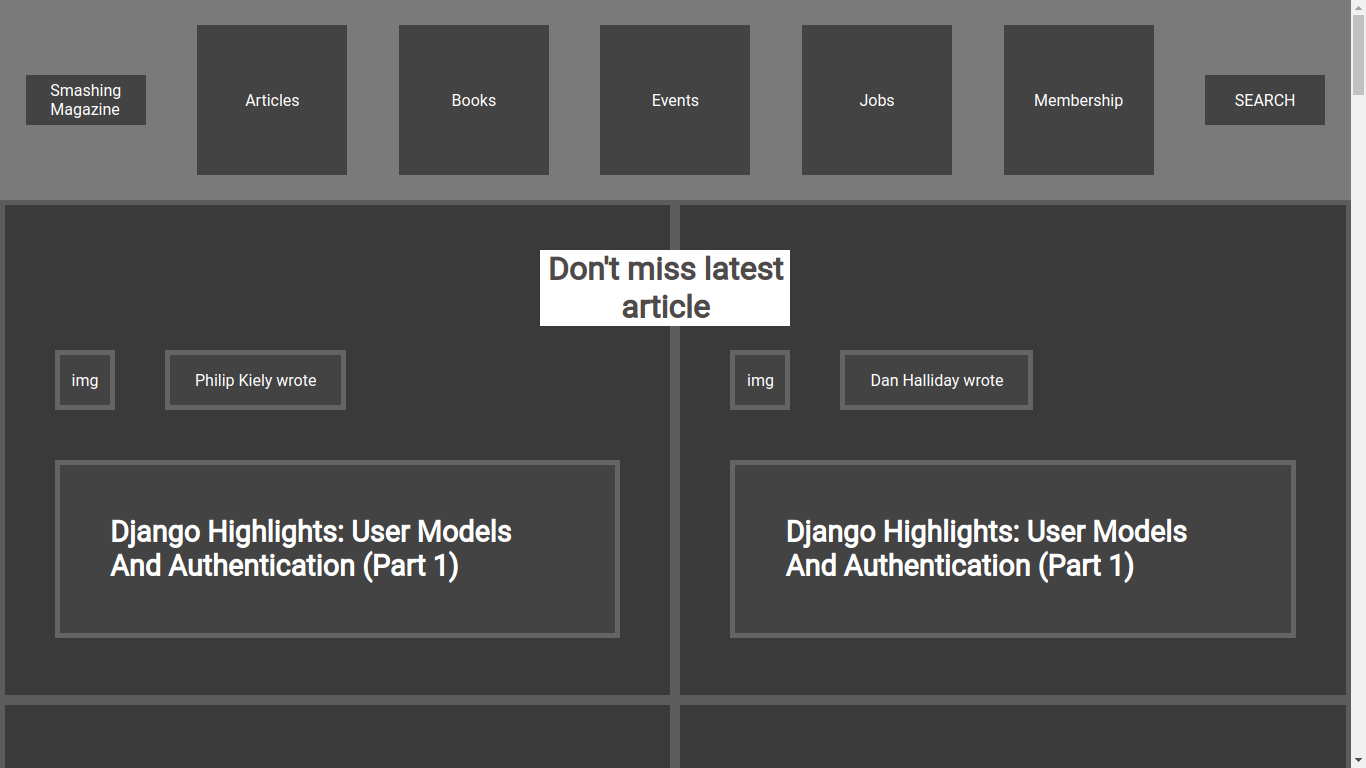 Smashing
Magazine
Articles
Books
Events
Jobs
Membership
SEARCH
Don't miss latest
article
img
Philip Kiely wrote
img
Dan Halliday wrote
Django Highlights: User Models
And Authentication (Part 1)
Django Highlights: User Models
And Authentication (Part 1)